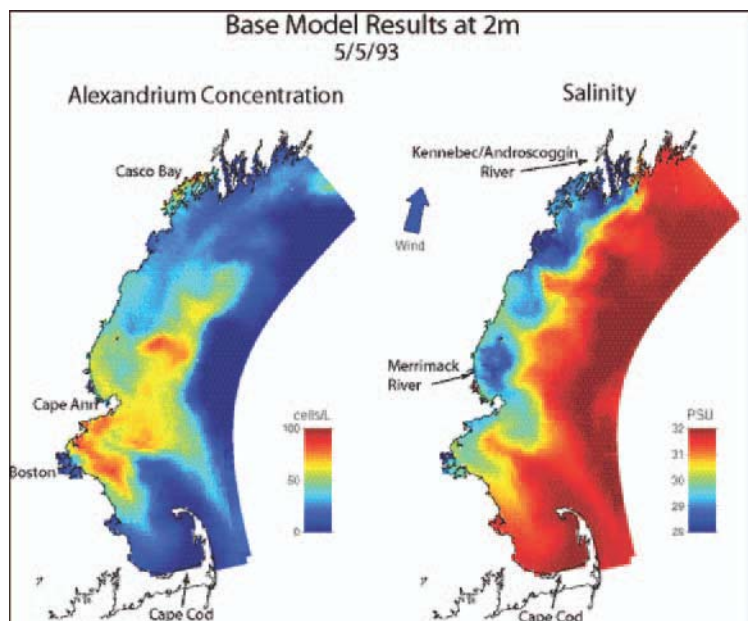 Base Model Results at 2m
5/5/93
Alexandrium Concentration
Salinity
Kennebec/Androscoggin
River
Casco Bay
Wind
Merrimack
River
Cape Ann
cells/L
100
50
0
PSU
32
31
30
29
28
Boston
Cape Cod
Cape Cod